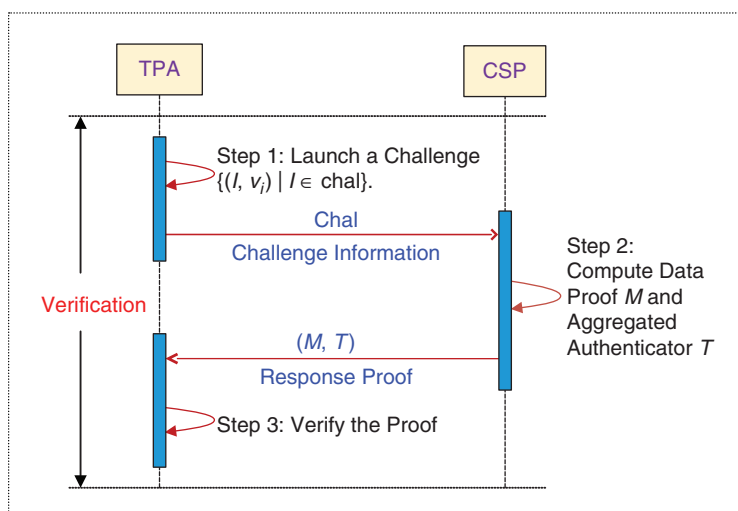 TPA
CSP
Step 1: Launch a Challenge
{(I, vᵢ) | I ∈ chal}.
Chal
Challenge Information
Step 2:
Compute Data
Proof M and
Aggregated
Authenticator T
Verification
(M, T)
Response Proof
Step 3: Verify the Proof